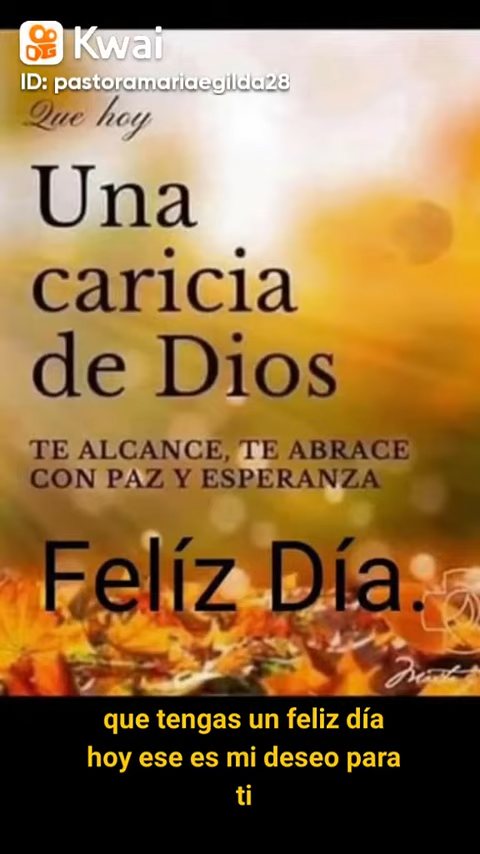 Kwai
ID: pastoramariaegilda28
Que hoy
Una
caricia
de Dios
TE ALCANCE, TE ABRACE
CON PAZ Y ESPERANZA
Felíz Día.
que tengas un feliz día
hoy ese es mi deseo para
ti